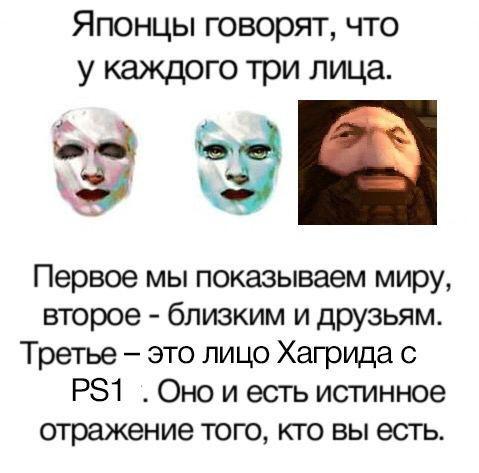 Японцы говорят, что
у каждого три лица.
Первое мы показываем миру,
второе - близким и друзьям.
Третье – это лицо Хагрида с
PS1 . Оно и есть истинное
отражение того, кто вы есть.